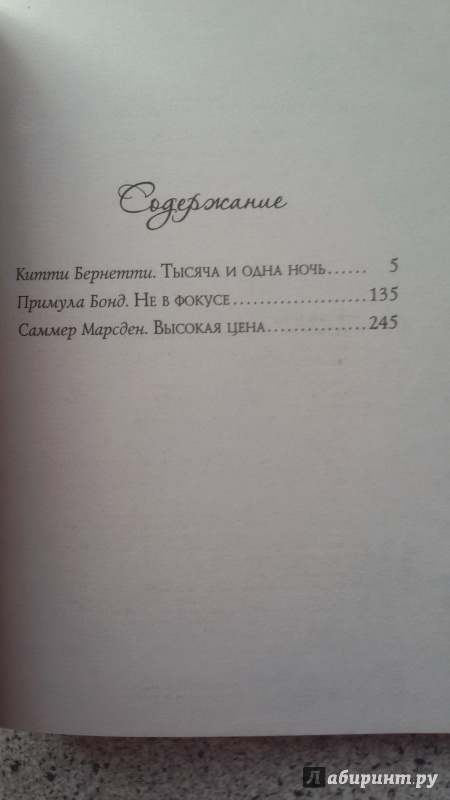 Содержание
Китти Бернетти. Тысяча и одна ночь...... 5
Примула Бонд. Не в фокусе.................... 135
Саммер Марсден. Высокая цена............... 245
Лабиринт.ру